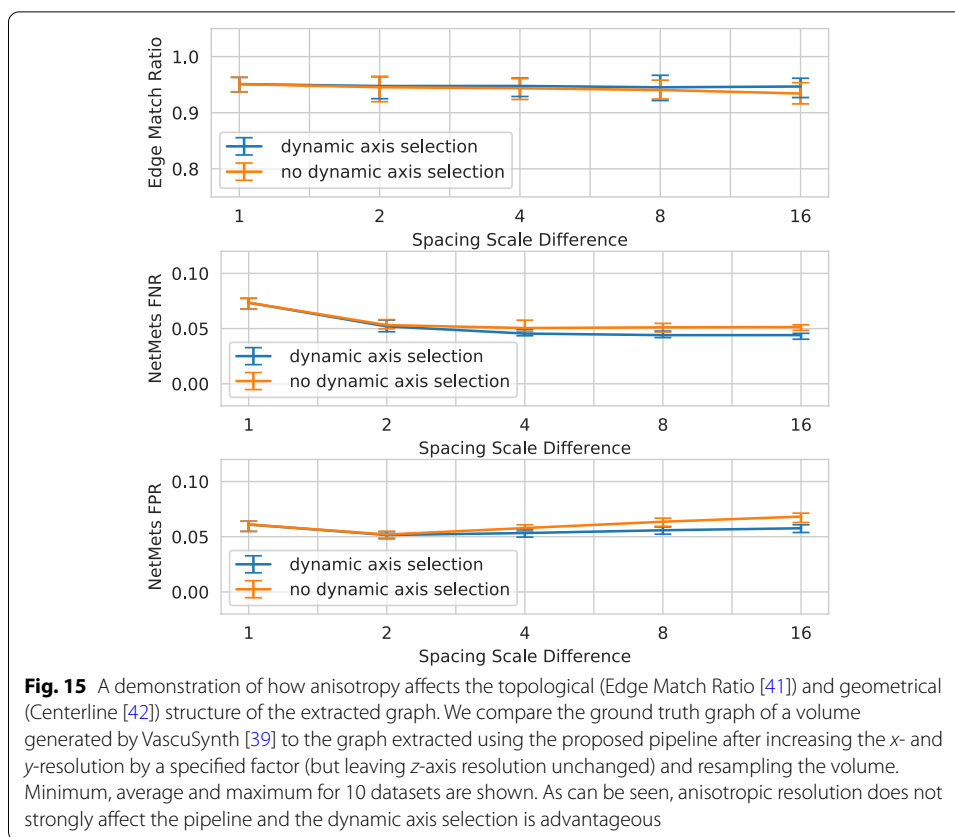 Edge Match Ratio
1.0
0.9
0.8
dynamic axis selection
no dynamic axis selection
1 2 4 8 16
Spacing Scale Difference
NetMets FNR
0.10
0.05
0.00
dynamic axis selection
no dynamic axis selection
1 2 4 8 16
Spacing Scale Difference
NetMets FPR
0.10
0.05
0.00
dynamic axis selection
no dynamic axis selection
1 2 4 8 16
Spacing Scale Difference
Fig. 15 A demonstration of how anisotropy affects the topological (Edge Match Ratio [41]) and geometrical
(Centerline [42]) structure of the extracted graph. We compare the ground truth graph of a volume
generated by VascuSynth [39] to the graph extracted using the proposed pipeline after increasing the x- and
y-resolution by a specified factor (but leaving z-axis resolution unchanged) and resampling the volume.
Minimum, average and maximum for 10 datasets are shown. As can be seen, anisotropic resolution does not
strongly affect the pipeline and the dynamic axis selection is advantageous